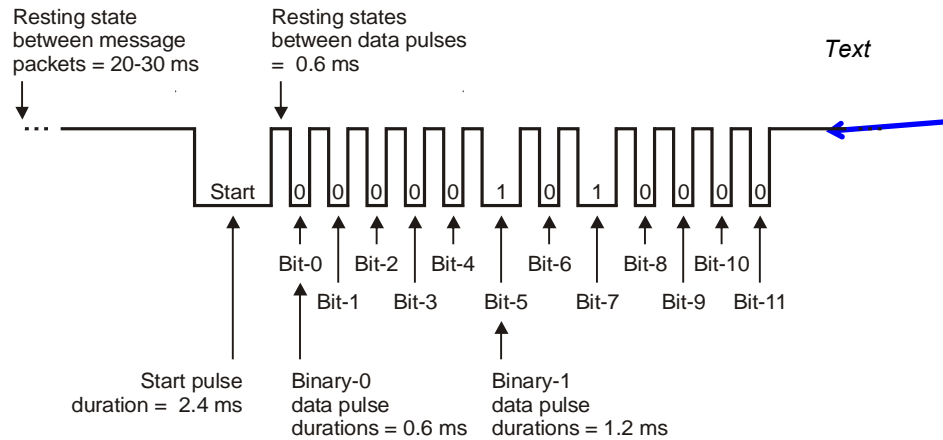 Resting state
between message
packets = 20-30 ms
Resting states
between data pulses
= 0.6 ms
Text
Start 0 0 0 0 0 1 0 1 0 0 0 0
Bit-0 Bit-2 Bit-4 Bit-6 Bit-8 Bit-10
Bit-1 Bit-3 Bit-5 Bit-7 Bit-9 Bit-11
Start pulse
duration = 2.4 ms
Binary-0
data pulse
durations = 0.6 ms
Binary-1
data pulse
durations = 1.2 ms